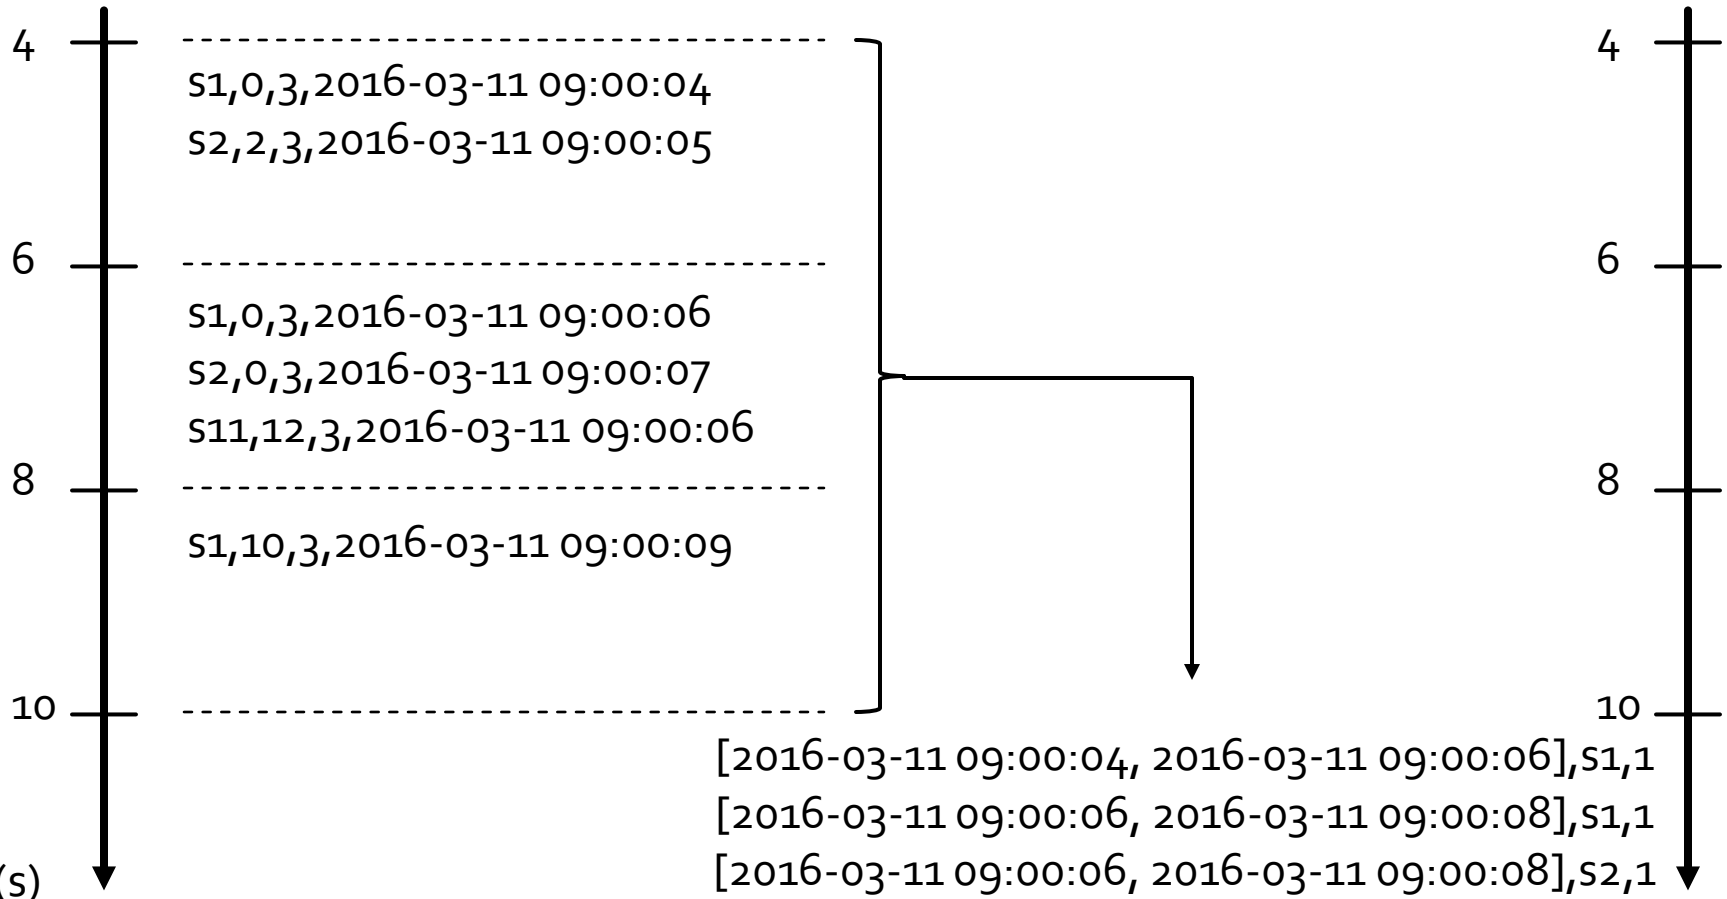 4
4
s1,0,3,2016-03-11 09:00:04
s2,2,3,2016-03-11 09:00:05
6
6
s1,0,3,2016-03-11 09:00:06
s2,0,3,2016-03-11 09:00:07
s11,12,3,2016-03-11 09:00:06
8
8
s1,10,3,2016-03-11 09:00:09
10
10
[2016-03-11 09:00:04, 2016-03-11 09:00:06],s1,1
[2016-03-11 09:00:06, 2016-03-11 09:00:08],s1,1
[2016-03-11 09:00:06, 2016-03-11 09:00:08],s2,1
(s)